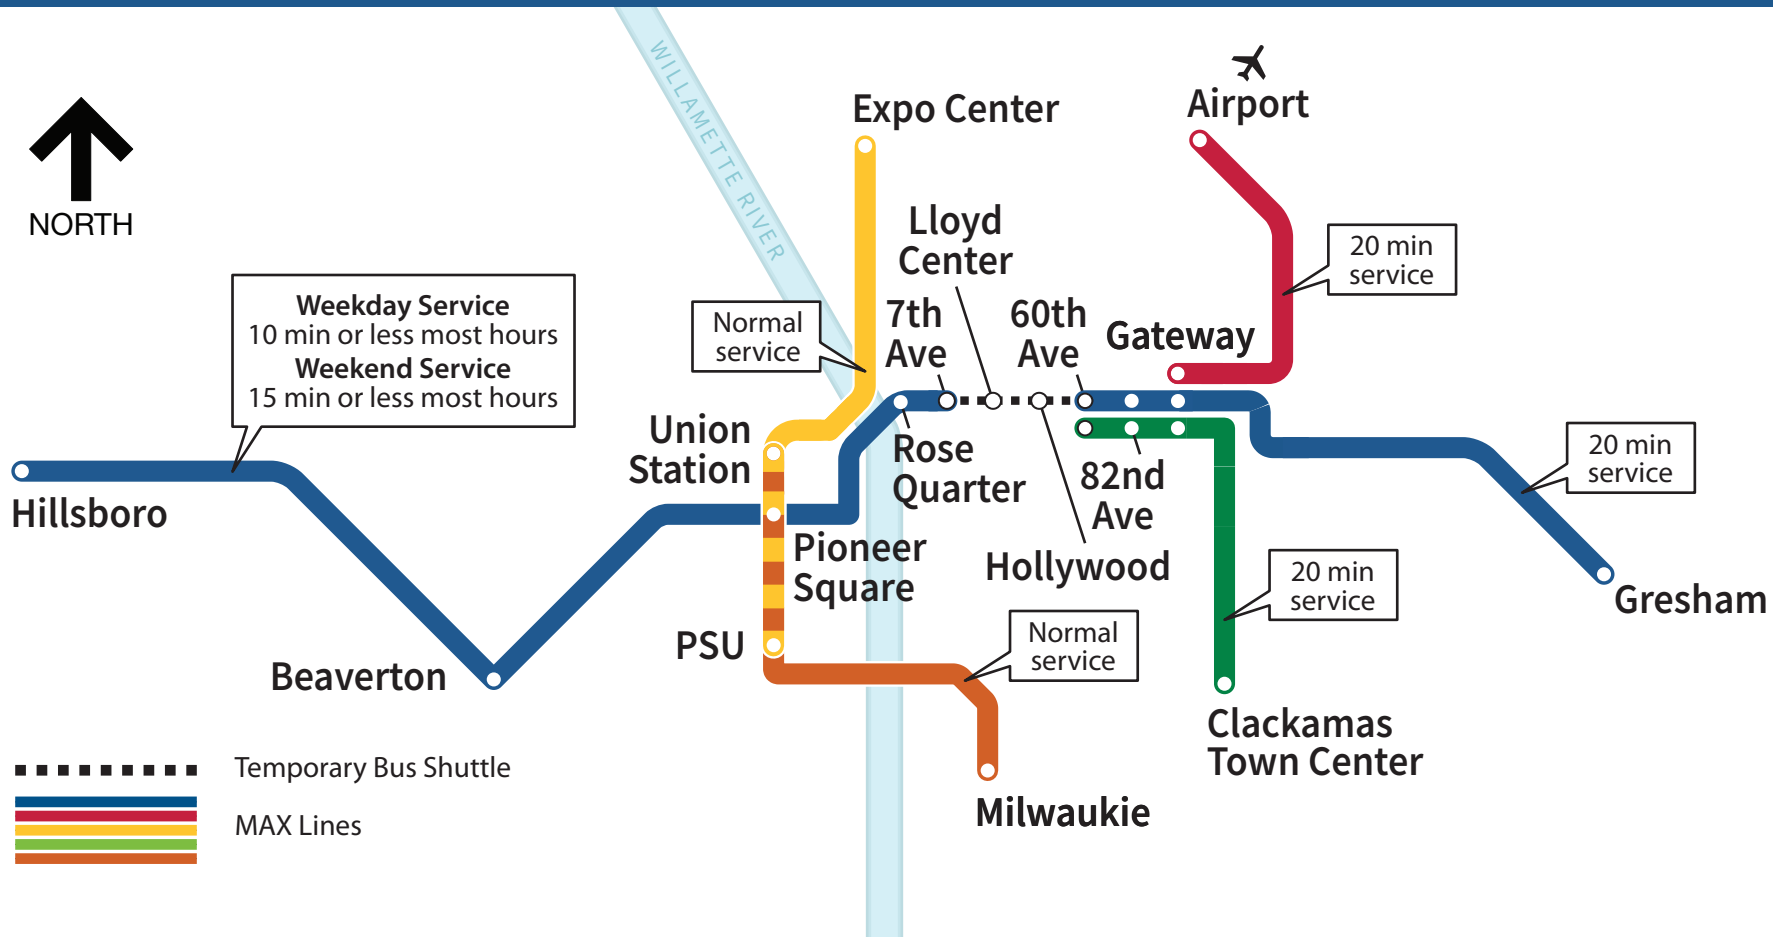 WILLAMETTE RIVER
NORTH
Expo Center
Airport
Lloyd
Center
20 min
service
Weekday Service
10 min or less most hours
Weekend Service
15 min or less most hours
Normal
service
7th
Ave
60th
Ave
Gateway
Union
Station
Rose
Quarter
82nd
Ave
20 min
service
Hillsboro
Pioneer
Square
Hollywood
20 min
service
Gresham
PSU
Normal
service
Beaverton
Clackamas
Town Center
Temporary Bus Shuttle
MAX Lines
Milwaukie